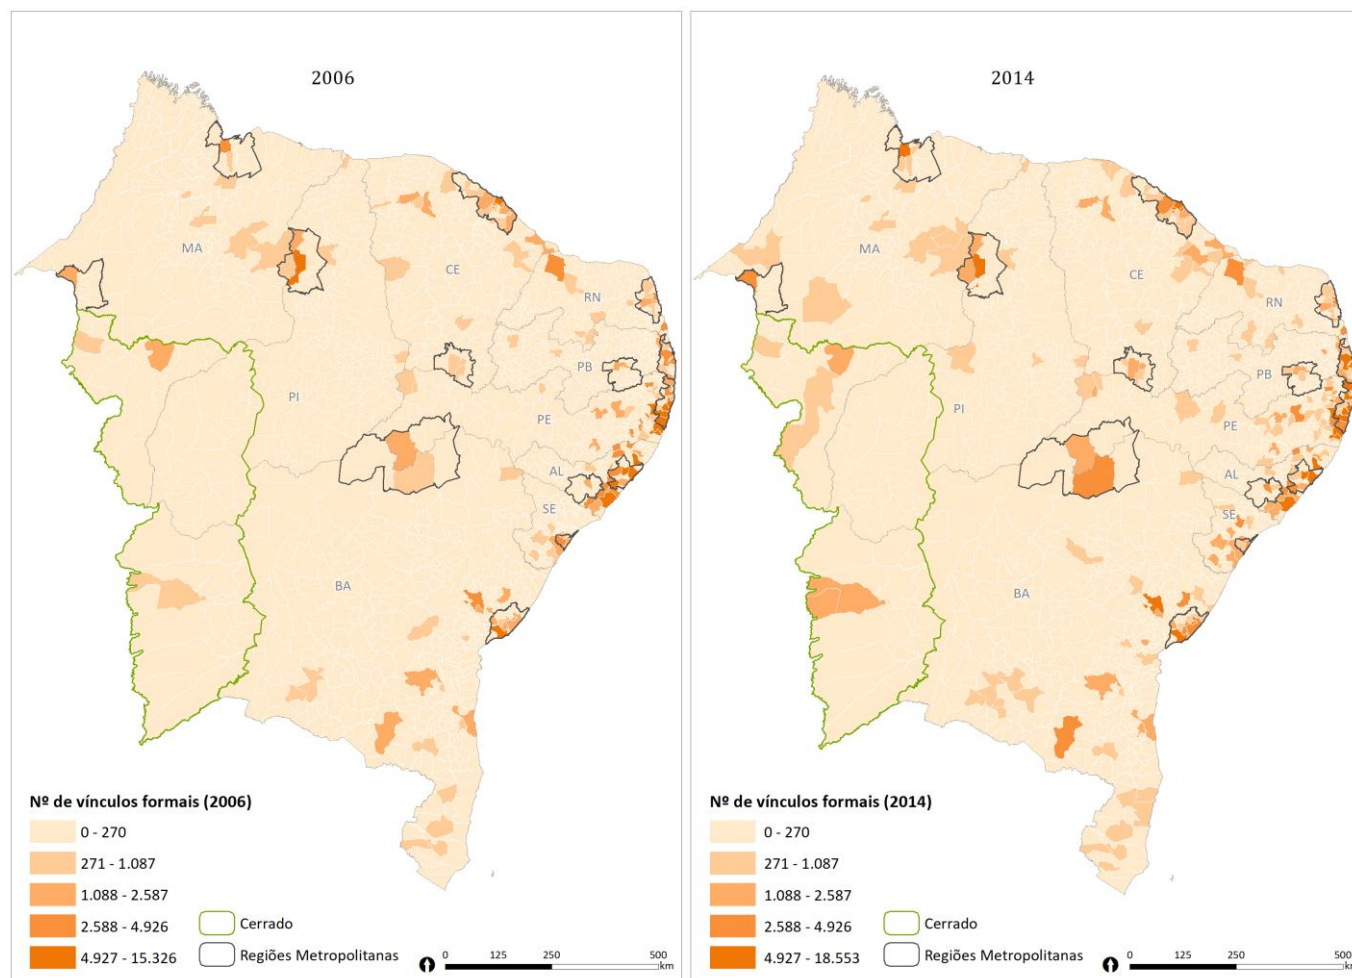 2006
MA
CE
RN
PB
PI
PE
AL
SE
BA
Nº de vínculos formais (2006)
0 - 270
271 - 1.087
1.088 - 2.587
2.588 - 4.926
4.927 - 15.326
Cerrado
Regiões Metropolitanas
0 125 250 500
km
2014
MA
CE
RN
PB
PI
PE
AL
SE
BA
Nº de vínculos formais (2014)
0 - 270
271 - 1.087
1.088 - 2.587
2.588 - 4.926
4.927 - 18.553
Cerrado
Regiões Metropolitanas
0 125 250 500
km